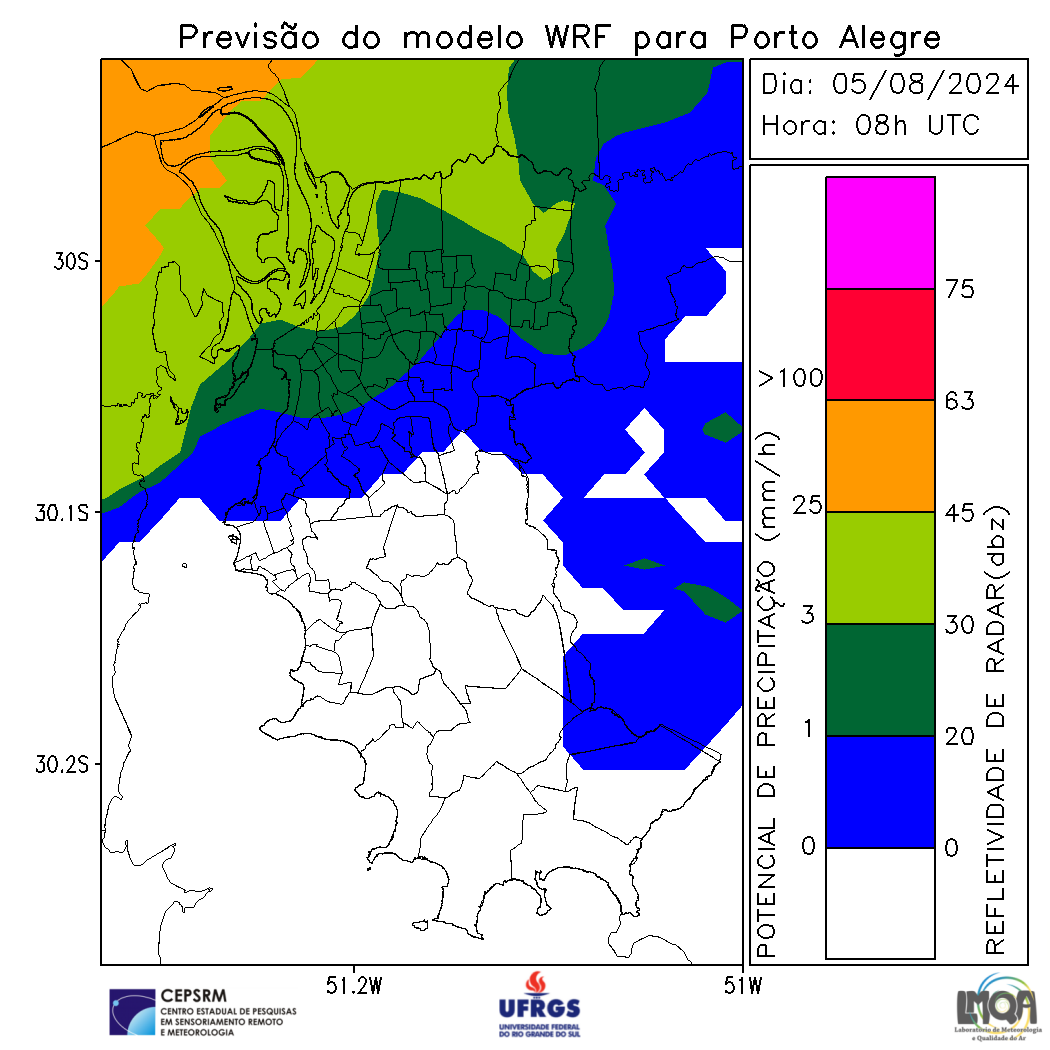 Previsão do modelo WRF para Porto Alegre
Dia: 05/08/2024
Hora: 08h UTC
30S
30.1S
30.2S
51.2W
51W
POTENCIAL DE PRECIPITAÇÃO (mm/h)
>100
25
3
1
0
75
63
45
30
20
0
REFLETIVIDADE DE RADAR(dbz)
CEPSRM
CENTRO ESTADUAL DE PESQUISAS
EM SENSORIAMENTO REMOTO
E METEOROLOGIA
UFRGS
UNIVERSIDADE FEDERAL
DO RIO GRANDE DO SUL
LMQA
Laboratório de Meteorologia
e Qualidade do Ar